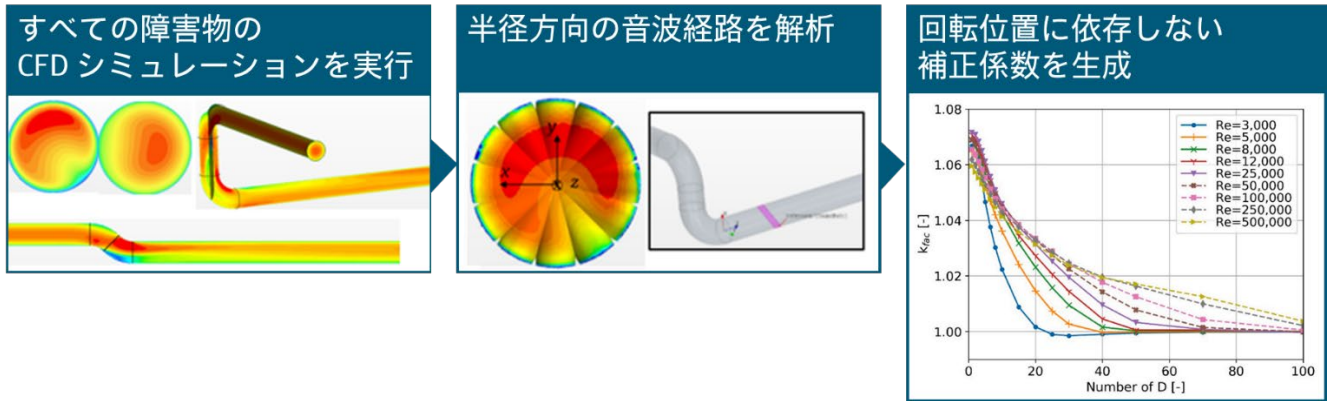 すべての障害物の
CFD シミュレーションを実行
半径方向の音波経路を解析
回転位置に依存しない
補正係数を生成
y
x
z
1.08
1.06
1.04
1.02
1.00
kfac [-]
Re=3,000
Re=5,000
Re=8,000
Re=12,000
Re=25,000
Re=50,000
Re=100,000
Re=250,000
Re=500,000
0 20 40 60 80 100
Number of D [-]